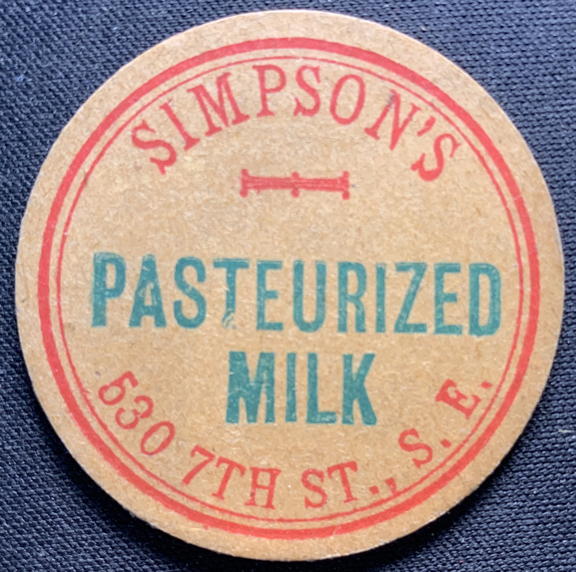 SIMPSON'S
PASTEURIZED
MILK
530 7TH ST., S. E.